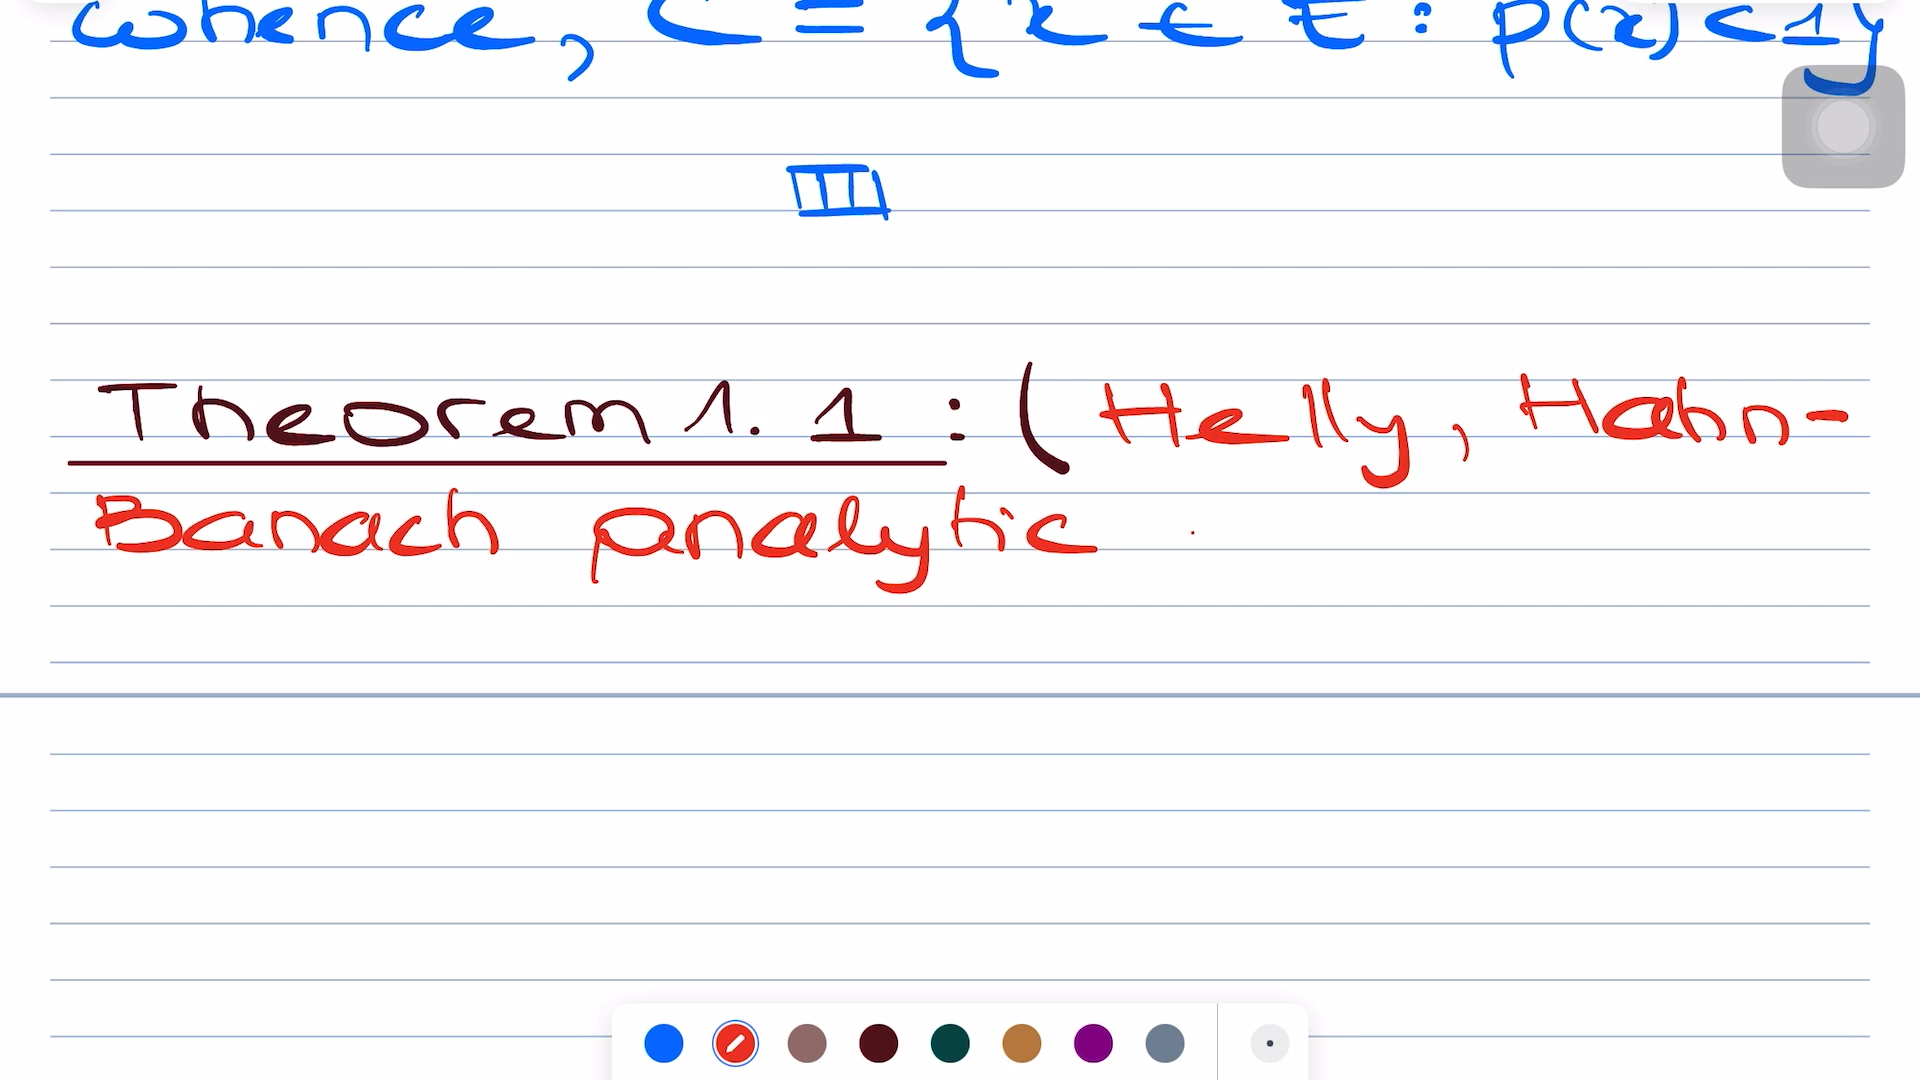 whence, C = {x ∈ E : p(x) < 1}
Theorem 1.1 : ( Helly, Hahn-
Banach analytic